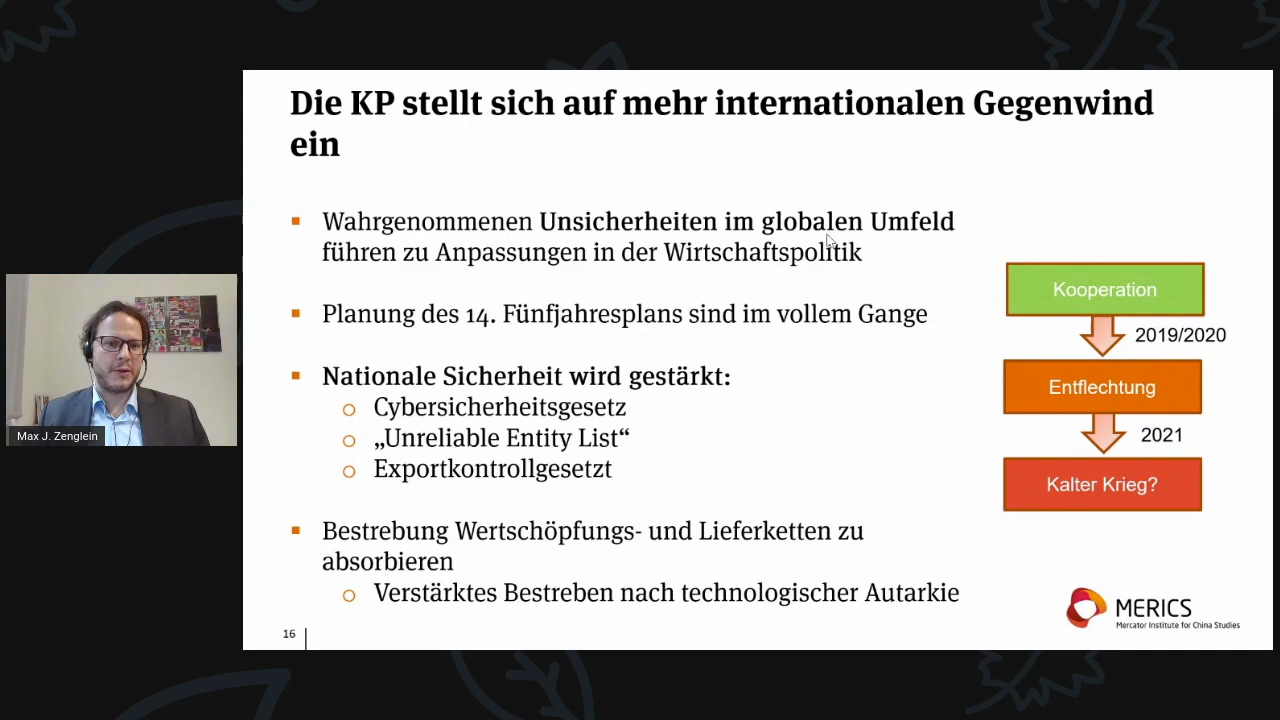 Die KP stellt sich auf mehr internationalen Gegenwind
ein
Wahrgenommenen Unsicherheiten im globalen Umfeld
führen zu Anpassungen in der Wirtschaftspolitik
Planung des 14. Fünfjahresplans sind im vollem Gange
Nationale Sicherheit wird gestärkt:
Cybersicherheitsgesetz
„Unreliable Entity List“
Exportkontrollgesetzt
Bestrebung Wertschöpfungs- und Lieferketten zu
absorbieren
Verstärktes Bestreben nach technologischer Autarkie
Kooperation
2019/2020
Entflechtung
2021
Kalter Krieg?
16
MERICS
Mercator Institute for China Studies
Max J. Zenglein